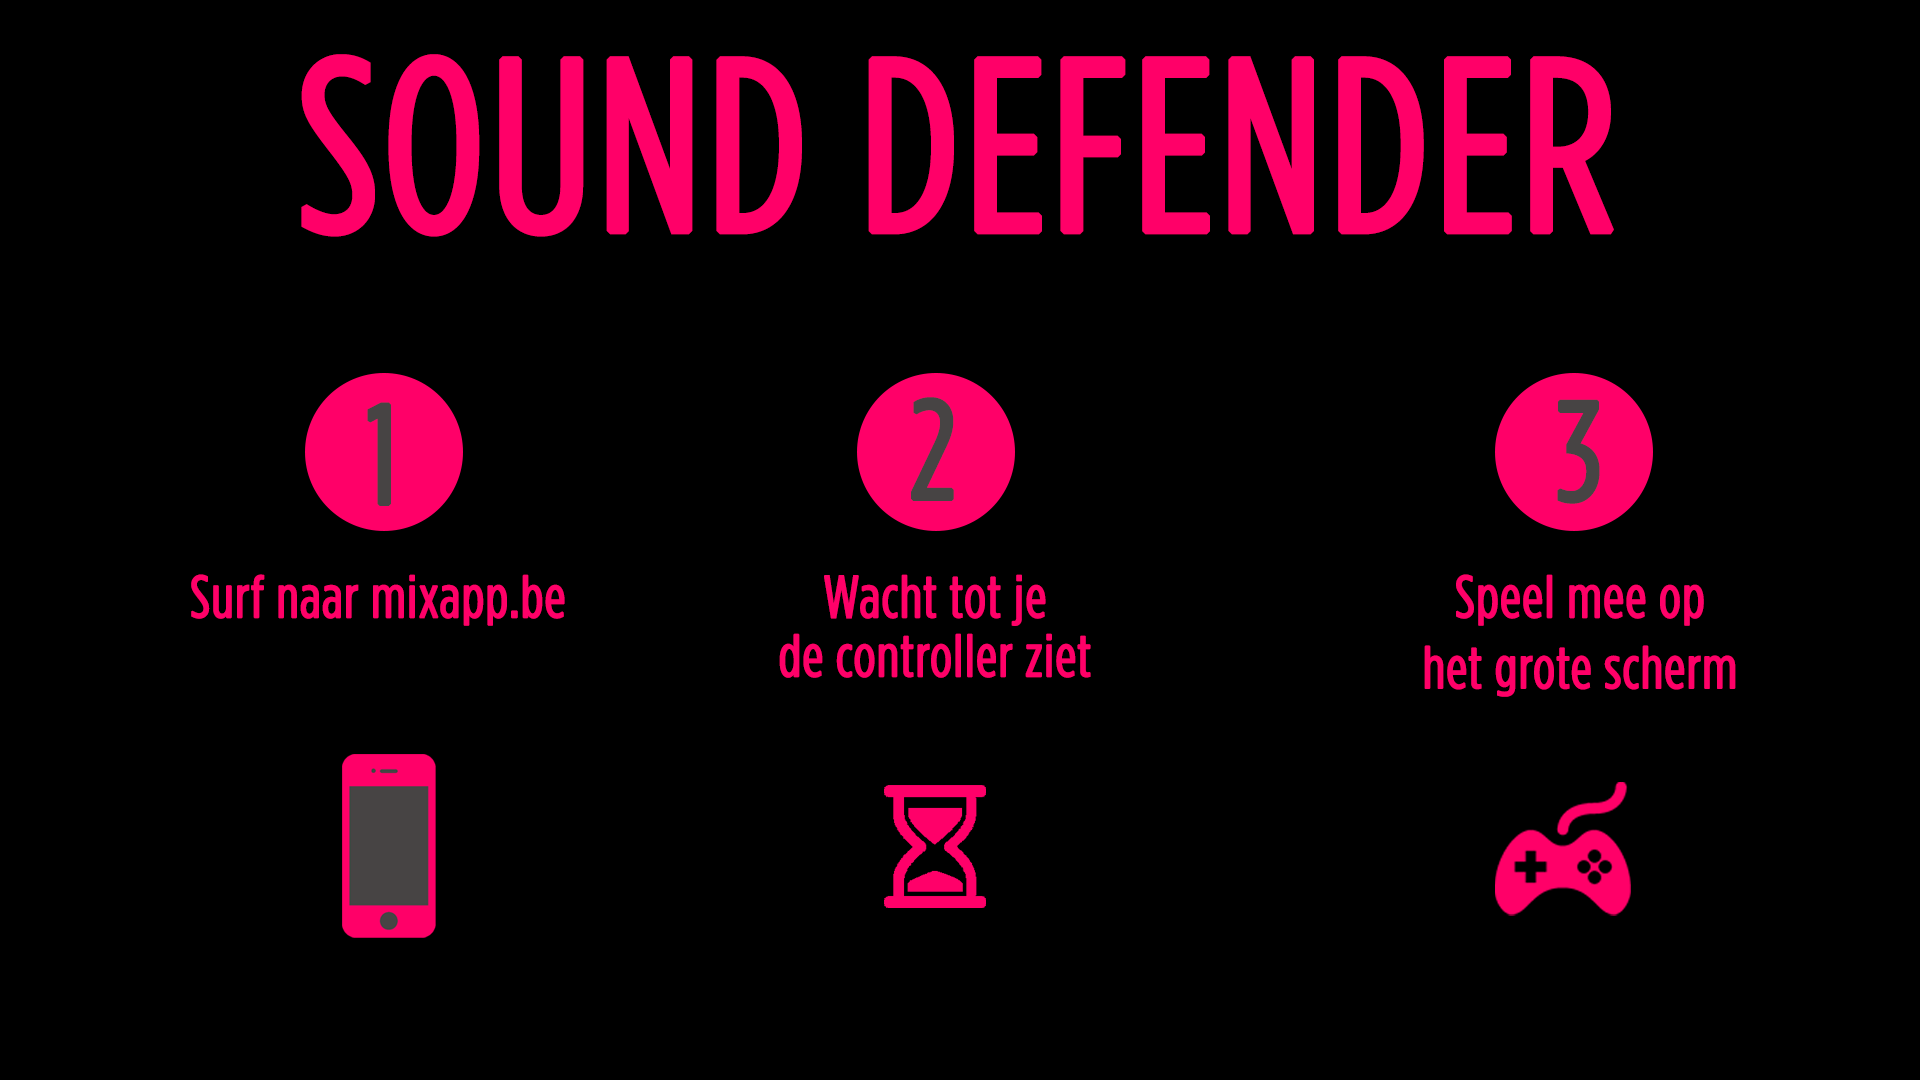 SOUND DEFENDER
1
Surf naar mixapp.be
2
Wacht tot je
de controller ziet
3
Speel mee op
het grote scherm